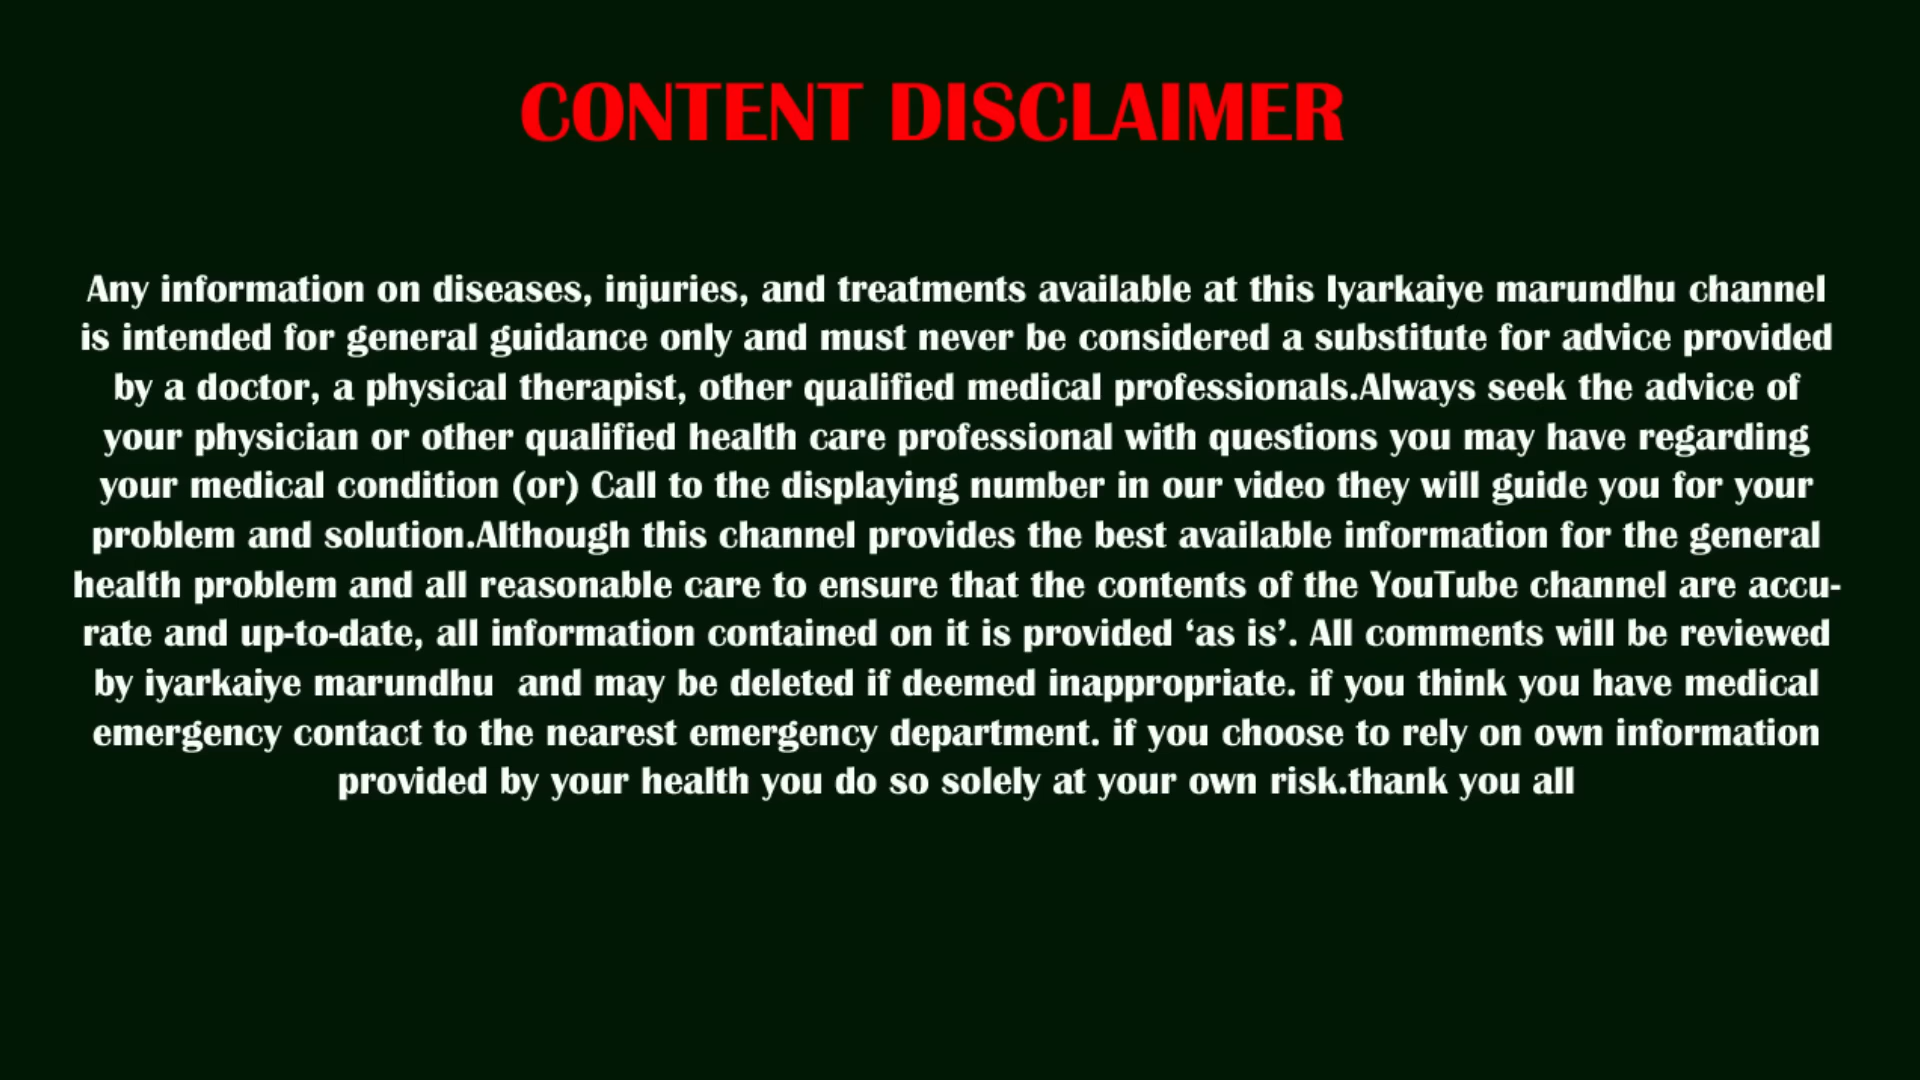 CONTENT DISCLAIMER
Any information on diseases, injuries, and treatments available at this Iyarkaiye marundhu channel
is intended for general guidance only and must never be considered a substitute for advice provided
by a doctor, a physical therapist, other qualified medical professionals.Always seek the advice of
your physician or other qualified health care professional with questions you may have regarding
your medical condition (or) Call to the displaying number in our video they will guide you for your
problem and solution.Although this channel provides the best available information for the general
health problem and all reasonable care to ensure that the contents of the YouTube channel are accu-
rate and up-to-date, all information contained on it is provided ‘as is’. All comments will be reviewed
by iyarkaiye marundhu  and may be deleted if deemed inappropriate. if you think you have medical
emergency contact to the nearest emergency department. if you choose to rely on own information
provided by your health you do so solely at your own risk.thank you all